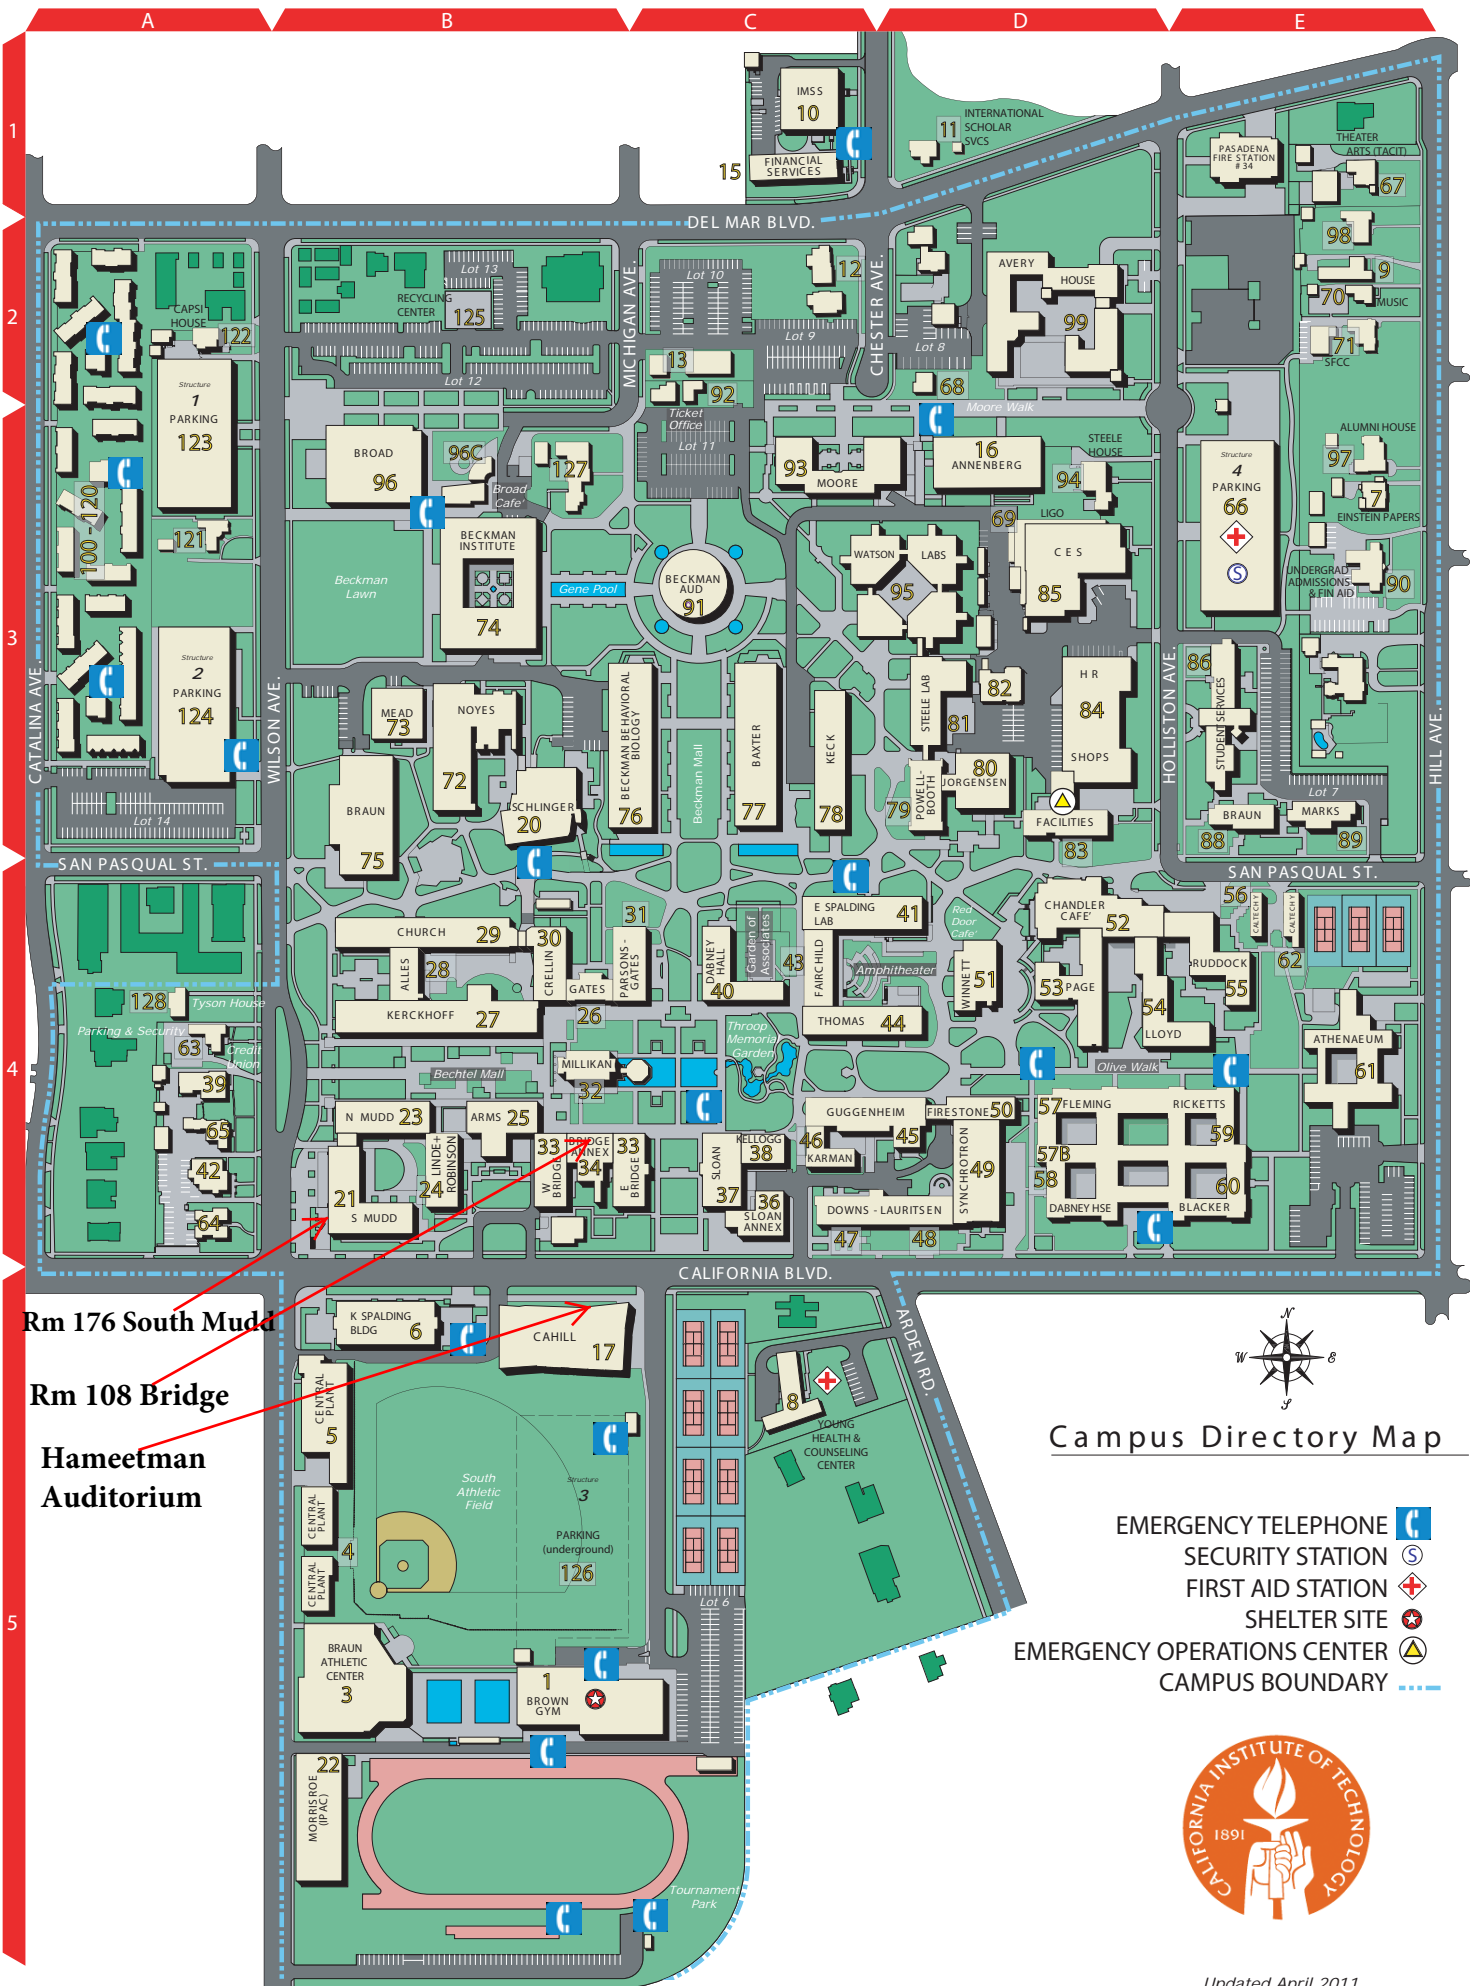 A B C D E
1
IMSS
10
15
FINANCIAL
SERVICES
11
INTERNATIONAL
SCHOLAR
SVCS
PASADENA
FIRE STATION
# 34
THEATER
ARTS (TACIT)
67
DEL MAR BLVD.
2
CAPSI
HOUSE
122
Structure
1
PARKING
123
Lot 13
RECYCLING
CENTER
125
Lot 12
MICHIGAN AVE.
Lot 10
12
Lot 9
13
92
CHESTER AVE.
AVERY
HOUSE
99
Lot 8
68
98
9
70
MUSIC
71
SFCC
Ticket
Office
Lot 11
Moore Walk
3
100 - 120
121
BROAD
96
96C
Broad
Cafe'
127
93
MOORE
16
ANNENBERG
STEELE
HOUSE
94
Structure
4
PARKING
66
S
ALUMNI HOUSE
97
7
EINSTEIN PAPERS
UNDERGRAD
ADMISSIONS
& FIN AID
90
BECKMAN
INSTITUTE
74
Beckman
Lawn
Gene Pool
BECKMAN
AUD
91
WATSON
LABS
95
69
LIGO
C E S
85
Structure
2
PARKING
124
CATALINA AVE.
WILSON AVE.
Lot 14
MEAD
73
NOYES
72
BRAUN
75
SCHLINGER
20
BECKMAN BEHAVIORAL
BIOLOGY
76
Beckman Mall
BAXTER
77
KECK
78
STEELE LAB
81
82
H R
84
SHOPS
79
POWELL-
BOOTH
80
JORGENSEN
FACILITIES
83
HOLLISTON AVE.
86
STUDENT SERVICES
HILL AVE.
Lot 7
BRAUN
88
MARKS
89
SAN PASQUAL ST.
SAN PASQUAL ST.
4
128
Tyson House
Parking & Security
63
Credit
Union
39
65
42
64
CHURCH
29
ALLES
28
30
CRELLIN
GATES
26
31
PARSONS -
GATES
KERCKHOFF
27
DABNEY
HALL
40
Garden of
Associates
43
E SPALDING
LAB
41
FAIRCHILD
Amphitheater
THOMAS
44
Red
Door
Cafe'
WINNETT
51
CHANDLER
CAFE'
52
53
PAGE
54
LLOYD
RUDDOCK
55
56
CALTECH Y
CALTECH Y
62
ATHENAEUM
61
MILLIKAN
32
Bechtel Mall
Throop
Memorial
Garden
Olive Walk
N MUDD
23
ARMS
25
21
S MUDD
24
LINDE+
ROBINSON
33
W
BRIDGE
BRIDGE
ANNEX
34
33
E
BRIDGE
SLOAN
37
KELLOGG
38
36
SLOAN
ANNEX
GUGGENHEIM
46
KARMAN
45
FIRESTONE
50
SYNCHROTRON
49
DOWNS - LAURITSEN
47
48
57
FLEMING
RICKETTS
59
57B
58
DABNEY HSE
60
BLACKER
CALIFORNIA BLVD.
Rm 176 South Mudd
Rm 108 Bridge
Hameetman
Auditorium
5
K SPALDING
BLDG
6
CAHILL
17
CENTRAL
PLANT
5
CENTRAL
PLANT
4
CENTRAL
PLANT
South
Athletic
Field
Structure
3
PARKING
(underground)
126
8
YOUNG
HEALTH &
COUNSELING
CENTER
ARDEN RD.
Lot 6
BRAUN
ATHLETIC
CENTER
3
1
BROWN
GYM
22
MORRISROE
(IPAC)
Tournament
Park
N
W
E
S
Campus Directory Map
EMERGENCY TELEPHONE
SECURITY STATION S
FIRST AID STATION
SHELTER SITE
EMERGENCY OPERATIONS CENTER
CAMPUS BOUNDARY
CALIFORNIA INSTITUTE OF TECHNOLOGY
1891
Updated April 2011